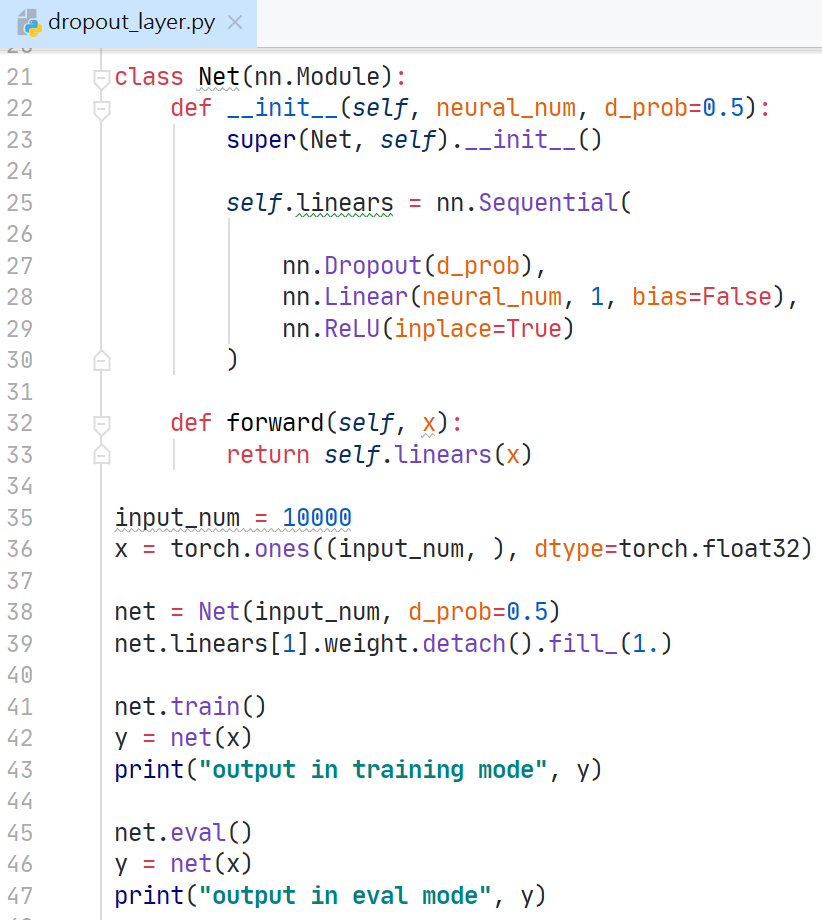 dropout_layer.py
21 class Net(nn.Module):
22     def __init__(self, neural_num, d_prob=0.5):
23         super(Net, self).__init__()
24
25         self.linears = nn.Sequential(
26
27             nn.Dropout(d_prob),
28             nn.Linear(neural_num, 1, bias=False),
29             nn.ReLU(inplace=True)
30         )
31
32     def forward(self, x):
33         return self.linears(x)
34
35 input_num = 10000
36 x = torch.ones((input_num, ), dtype=torch.float32)
37
38 net = Net(input_num, d_prob=0.5)
39 net.linears[1].weight.detach().fill_(1.)
40
41 net.train()
42 y = net(x)
43 print("output in training mode", y)
44
45 net.eval()
46 y = net(x)
47 print("output in eval mode", y)